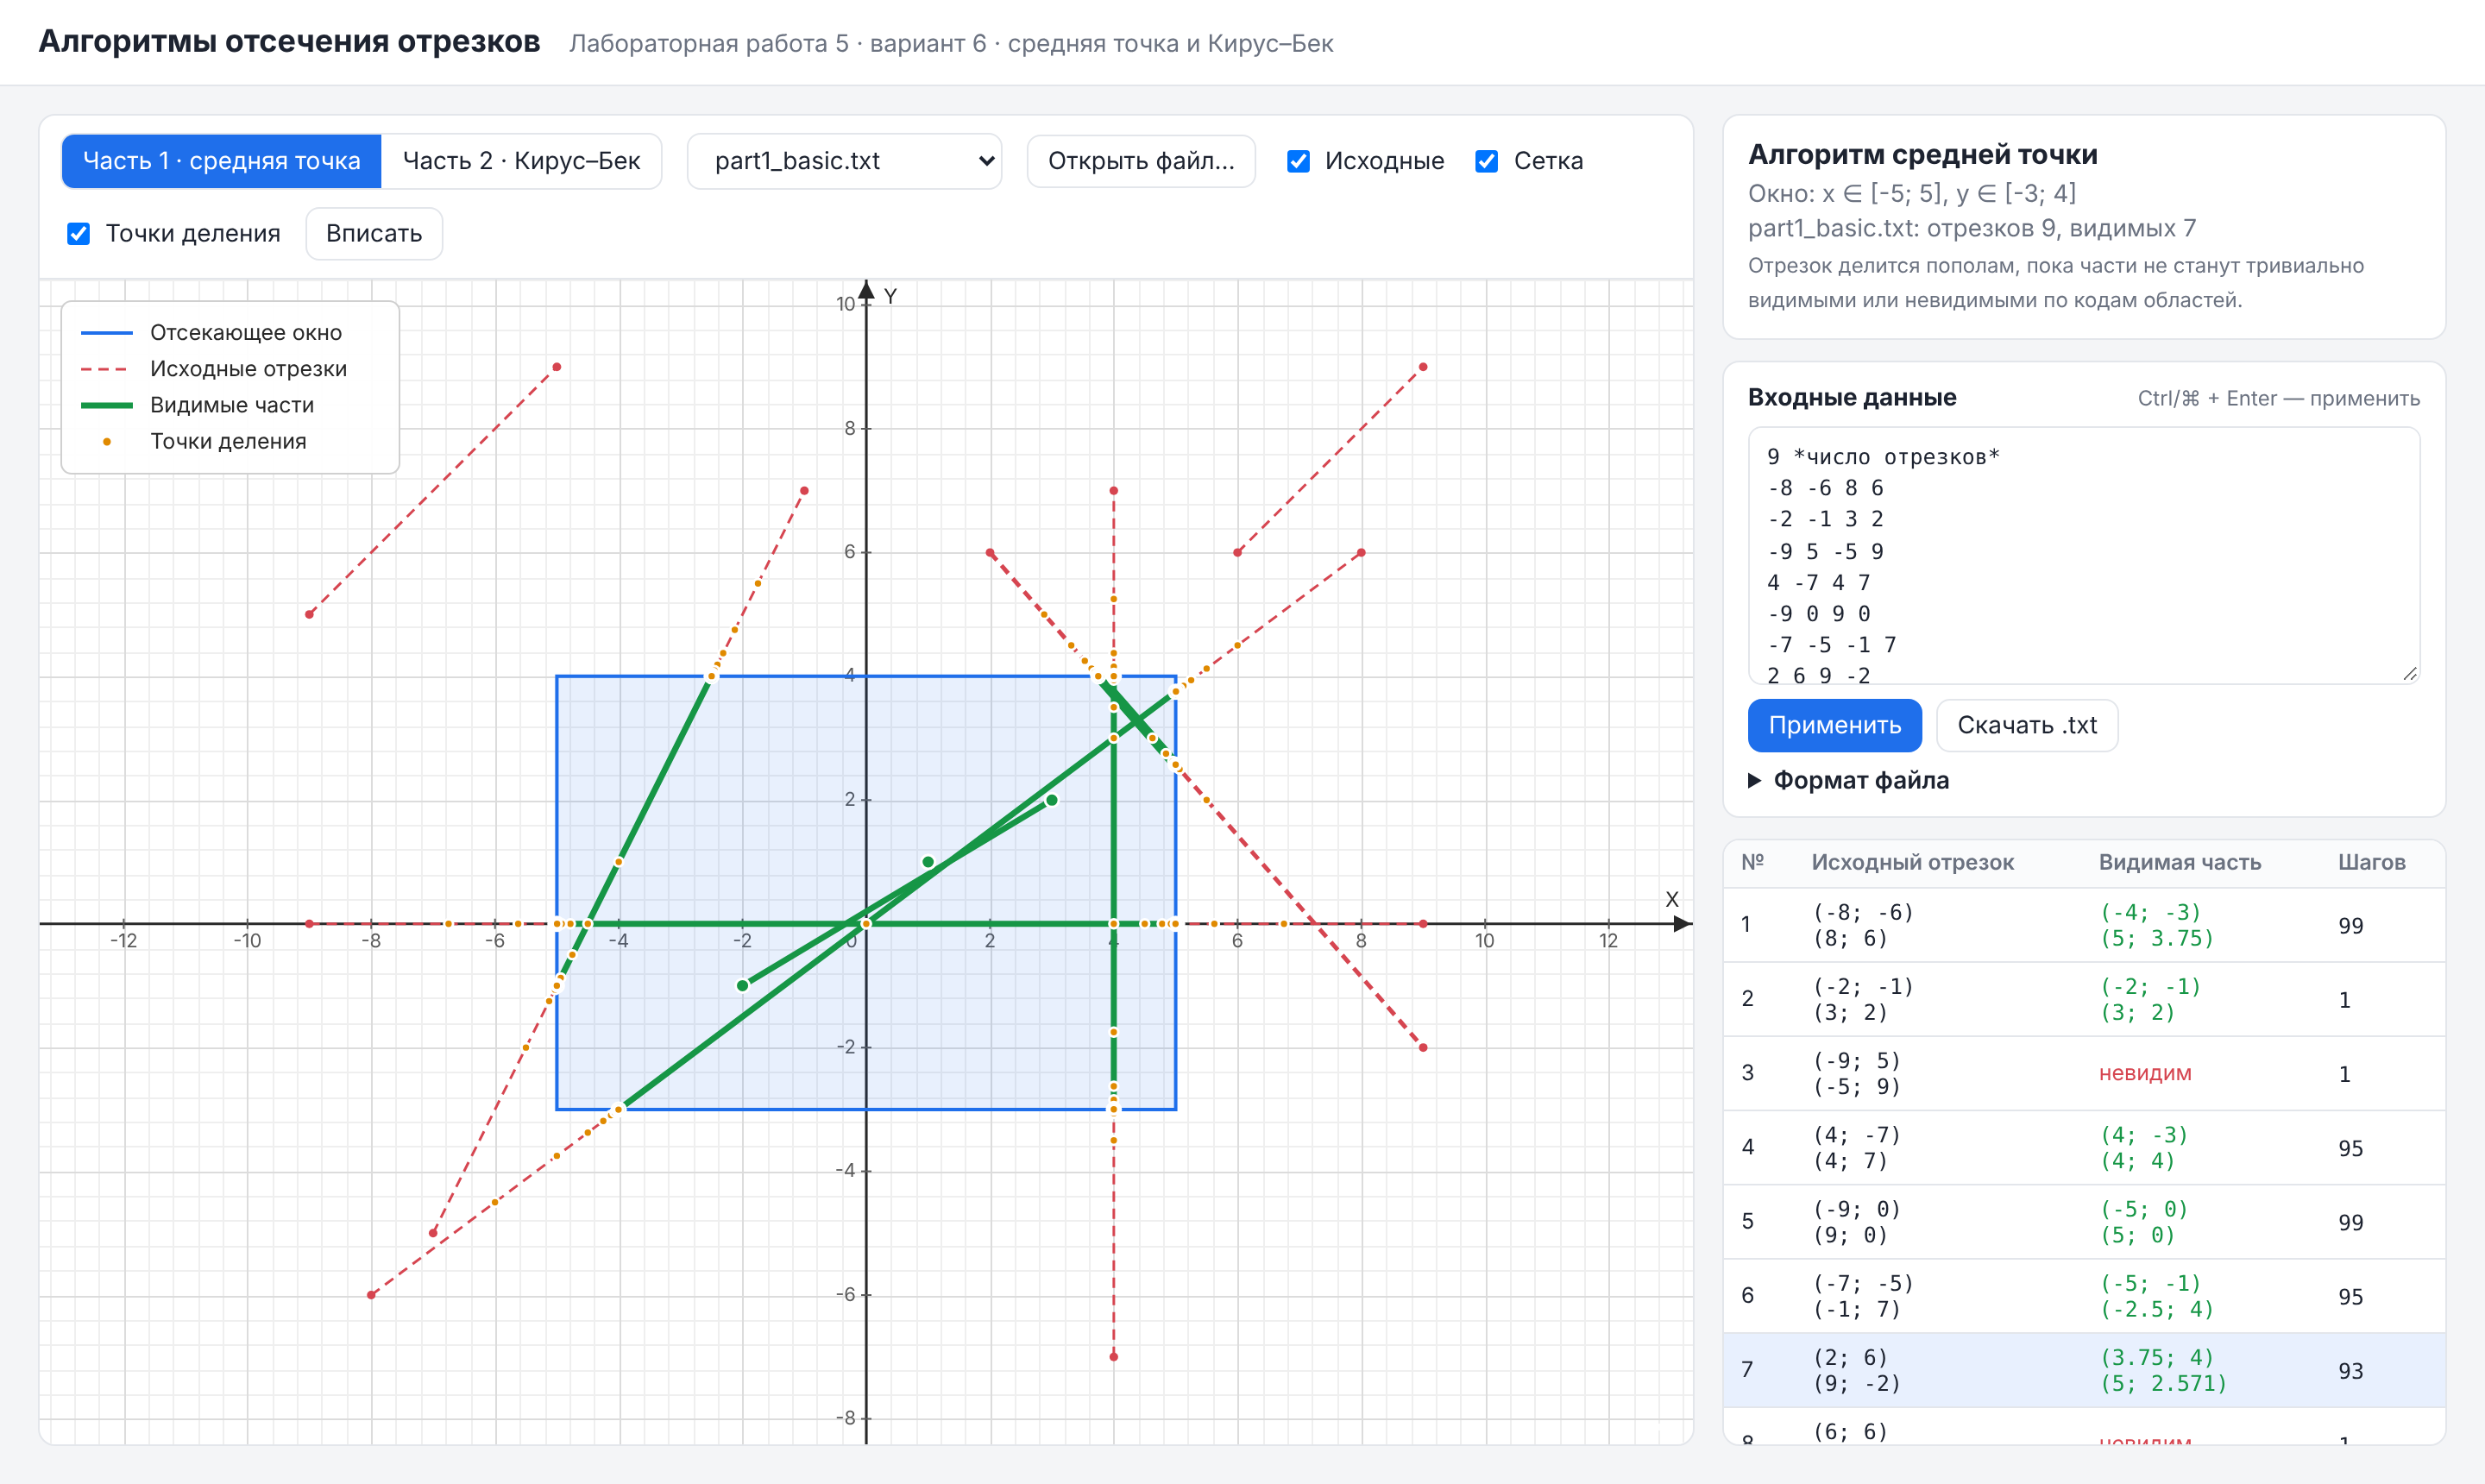 Алгоритмы отсечения отрезков
Лабораторная работа 5 · вариант 6 · средняя точка и Кирус–Бек
Часть 1 · средняя точка
Часть 2 · Кирус–Бек
part1_basic.txt
Открыть файл...
Исходные
Сетка
Точки деления
Вписать
Отсекающее окно
Исходные отрезки
Видимые части
Точки деления
Y
X
10
8
6
4
2
0
-2
-4
-6
-8
-12
-10
-8
-6
-4
-2
2
4
6
8
10
12
Алгоритм средней точки
Окно: x ∈ [-5; 5], y ∈ [-3; 4]
part1_basic.txt: отрезков 9, видимых 7
Отрезок делится пополам, пока части не станут тривиально
видимыми или невидимыми по кодам областей.
Входные данные
Ctrl/⌘ + Enter — применить
9 *число отрезков*
-8 -6 8 6
-2 -1 3 2
-9 5 -5 9
4 -7 4 7
-9 0 9 0
-7 -5 -1 7
2 6 9 -2
Применить
Скачать .txt
Формат файла
№ Исходный отрезок Видимая часть Шагов
1 (-8; -6) (-4; -3) 99
(8; 6) (5; 3.75)
2 (-2; -1) (-2; -1) 1
(3; 2) (3; 2)
3 (-9; 5) невидим 1
(-5; 9)
4 (4; -7) (4; -3) 95
(4; 7) (4; 4)
5 (-9; 0) (-5; 0) 99
(9; 0) (5; 0)
6 (-7; -5) (-5; -1) 95
(-1; 7) (-2.5; 4)
7 (2; 6) (3.75; 4) 93
(9; -2) (5; 2.571)
8 (6; 6) невидим 1